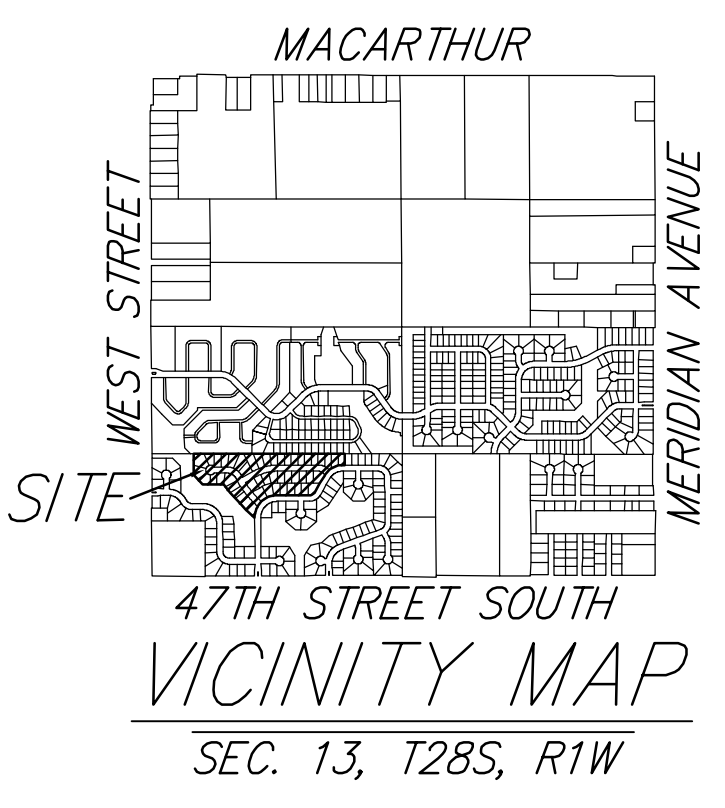 MACARTHUR
WEST STREET
MERIDIAN AVENUE
SITE
47TH STREET SOUTH
VICINITY MAP
SEC. 13, T28S, R1W